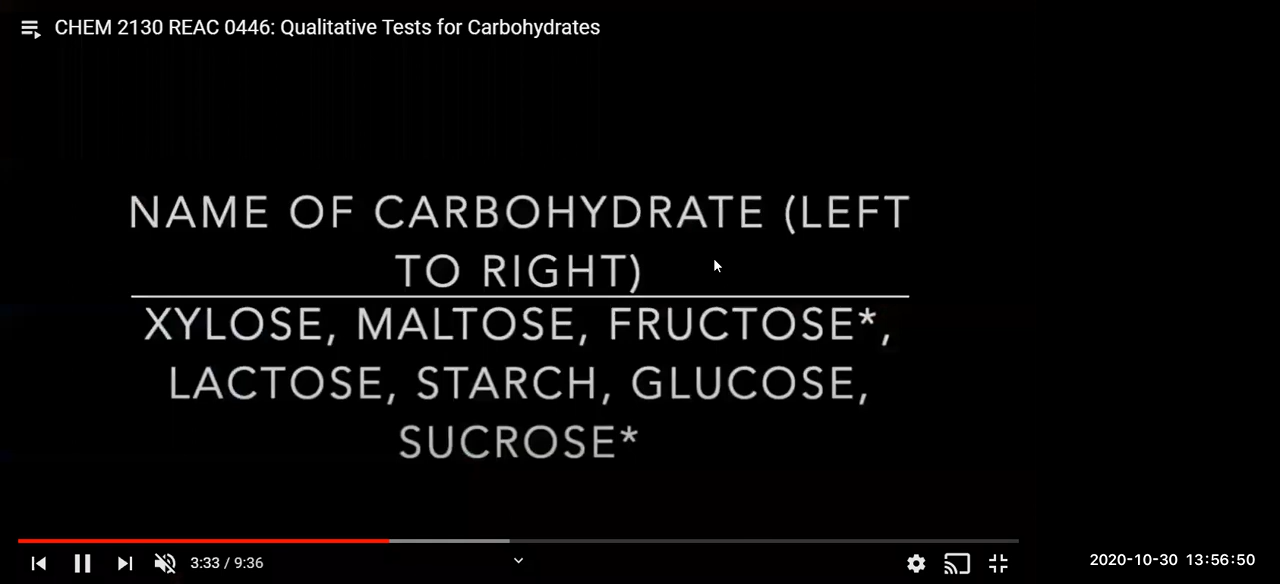 CHEM 2130 REAC 0446: Qualitative Tests for Carbohydrates
NAME OF CARBOHYDRATE (LEFT
TO RIGHT)
XYLOSE, MALTOSE, FRUCTOSE*,
LACTOSE, STARCH, GLUCOSE,
SUCROSE*
3:33 / 9:36
2020-10-30 13:56:50